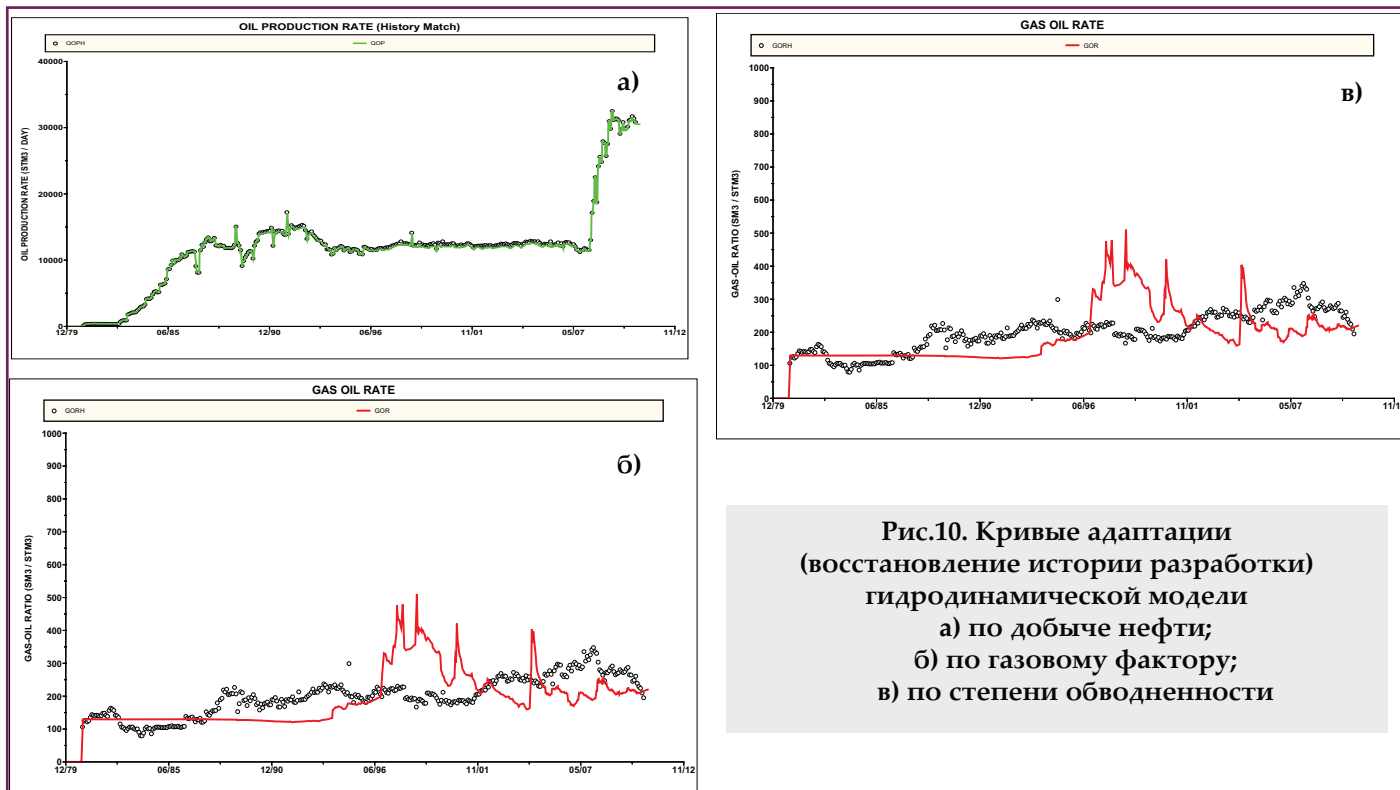 OIL PRODUCTION RATE (History Match)
QOPH QOP
а)
OIL PRODUCTION RATE (STM3 / DAY)
40000
30000
20000
10000
0
12/79 06/85 12/90 06/96 11/01 05/07 11/12
GAS OIL RATE
GORH GOR
в)
GAS-OIL RATIO (SM3 / STM3)
1000
900
800
700
600
500
400
300
200
100
0
12/79 06/85 12/90 06/96 11/01 05/07 11/1
GAS OIL RATE
GORH GOR
б)
GAS-OIL RATIO (SM3 / STM3)
1000
900
800
700
600
500
400
300
200
100
0
12/79 06/85 12/90 06/96 11/01 05/07 11/12
Рис.10. Кривые адаптации
(восстановление истории разработки)
гидродинамической модели
а) по добыче нефти;
б) по газовому фактору;
в) по степени обводненности